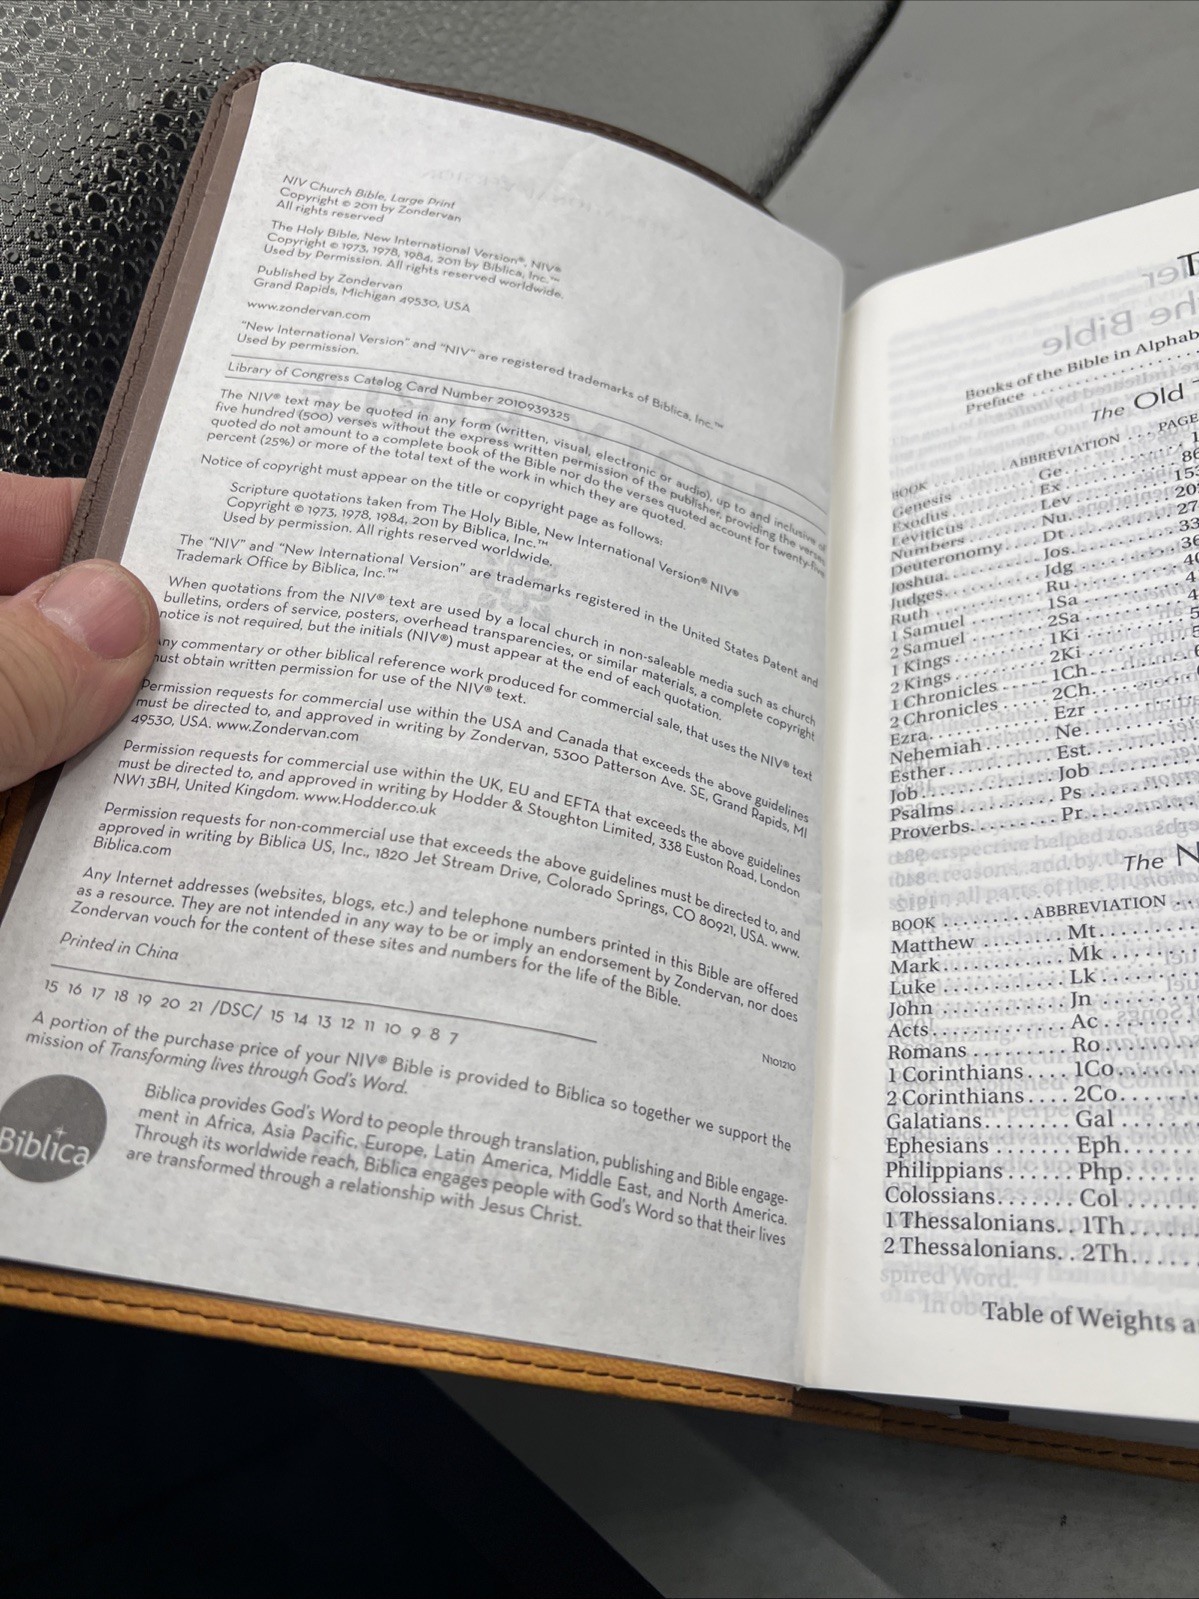 NIV Church Bible, Large Print
Copyright © 2011 by Zondervan
All rights reserved
The Holy Bible, New International Version®, NIV®
Copyright © 1973, 1978, 1984, 2011 by Biblica, Inc.™
Used by Permission. All rights reserved worldwide.
Published by Zondervan
Grand Rapids, Michigan 49530, USA
www.zondervan.com
"New International Version" and "NIV" are registered trademarks of Biblica, Inc.™
Used by permission.
Library of Congress Catalog Card Number 2010939325
The NIV® text may be quoted in any form (written, visual, electronic or audio), up to and inclusive of
five hundred (500) verses without the express written permission of the publisher, providing the verses
quoted do not amount to a complete book of the Bible nor do the verses quoted account for twenty-five
percent (25%) or more of the total text of the work in which they are quoted.
Notice of copyright must appear on the title or copyright page as follows:
Scripture quotations taken from The Holy Bible, New International Version® NIV®
Copyright © 1973, 1978, 1984, 2011 by Biblica, Inc.™
Used by permission. All rights reserved worldwide.
The "NIV" and "New International Version" are trademarks registered in the United States Patent and
Trademark Office by Biblica, Inc.™
When quotations from the NIV® text are used by a local church in non-saleable media such as church
bulletins, orders of service, posters, overhead transparencies, or similar materials, a complete copyright
notice is not required, but the initials (NIV®) must appear at the end of each quotation.
ny commentary or other biblical reference work produced for commercial sale, that uses the NIV® text
must obtain written permission for use of the NIV® text.
Permission requests for commercial use within the USA and Canada that exceeds the above guidelines
must be directed to, and approved in writing by Zondervan, 5300 Patterson Ave. SE, Grand Rapids, MI
49530, USA. www.Zondervan.com
Permission requests for commercial use within the UK, EU and EFTA that exceeds the above guidelines
must be directed to, and approved in writing by Hodder & Stoughton Limited, 338 Euston Road, London
NW1 3BH, United Kingdom. www.Hodder.co.uk
Permission requests for non-commercial use that exceeds the above guidelines must be directed to, and
approved in writing by Biblica US, Inc., 1820 Jet Stream Drive, Colorado Springs, CO 80921, USA. www.
Biblica.com
Any Internet addresses (websites, blogs, etc.) and telephone numbers printed in this Bible are offered
as a resource. They are not intended in any way to be or imply an endorsement by Zondervan, nor does
Zondervan vouch for the content of these sites and numbers for the life of the Bible.
Printed in China
15 16 17 18 19 20 21 /DSC/ 15 14 13 12 11 10 9 8 7
N101210
A portion of the purchase price of your NIV® Bible is provided to Biblica so together we support the
mission of Transforming lives through God's Word.
Biblica
Biblica provides God's Word to people through translation, publishing and Bible engage-
ment in Africa, Asia Pacific, Europe, Latin America, Middle East, and North America.
Through its worldwide reach, Biblica engages people with God's Word so that their lives
are transformed through a relationship with Jesus Christ.
Books of the Bible in Alphab
Preface
The Old
BOOK ABBREVIATION PAGE
Genesis Ge 1
Exodus Ex 86
Leviticus Lev 153
Numbers Nu.
Deuteronomy Dt
Joshua Jos
Judges Jdg
Ruth Ru
1 Samuel 1Sa
2 Samuel 2Sa
1 Kings 1Ki
2 Kings 2Ki
1 Chronicles 1Ch
2 Chronicles 2Ch
Ezra Ezr
Nehemiah Ne
Esther Est
Job Job
Psalms Ps
Proverbs Pr
The N
BOOK ABBREVIATION
Matthew Mt
Mark Mk
Luke Lk
John Jn
Acts Ac
Romans Ro
1 Corinthians 1Co
2 Corinthians 2Co
Galatians Gal
Ephesians Eph
Philippians Php
Colossians Col
1 Thessalonians 1Th
2 Thessalonians 2Th
Table of Weights a